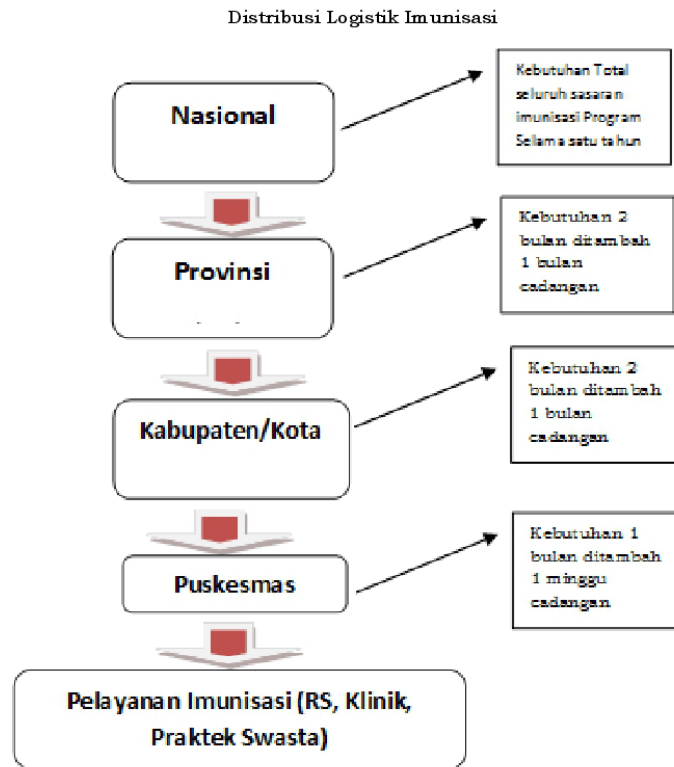 Distribusi Logistik Imunisasi
Nasional
Kebutuhan Total
seluruh sasaran
imunisasi Program
Selama satu tahun
Provinsi
Kebutuhan 2
bulan ditambah
1 bulan
cadangan
Kabupaten/Kota
Kebutuhan 2
bulan ditambah
1 bulan
cadangan
Puskesmas
Kebutuhan 1
bulan ditambah
1 minggu
cadangan
Pelayanan Imunisasi (RS, Klinik,
Praktek Swasta)